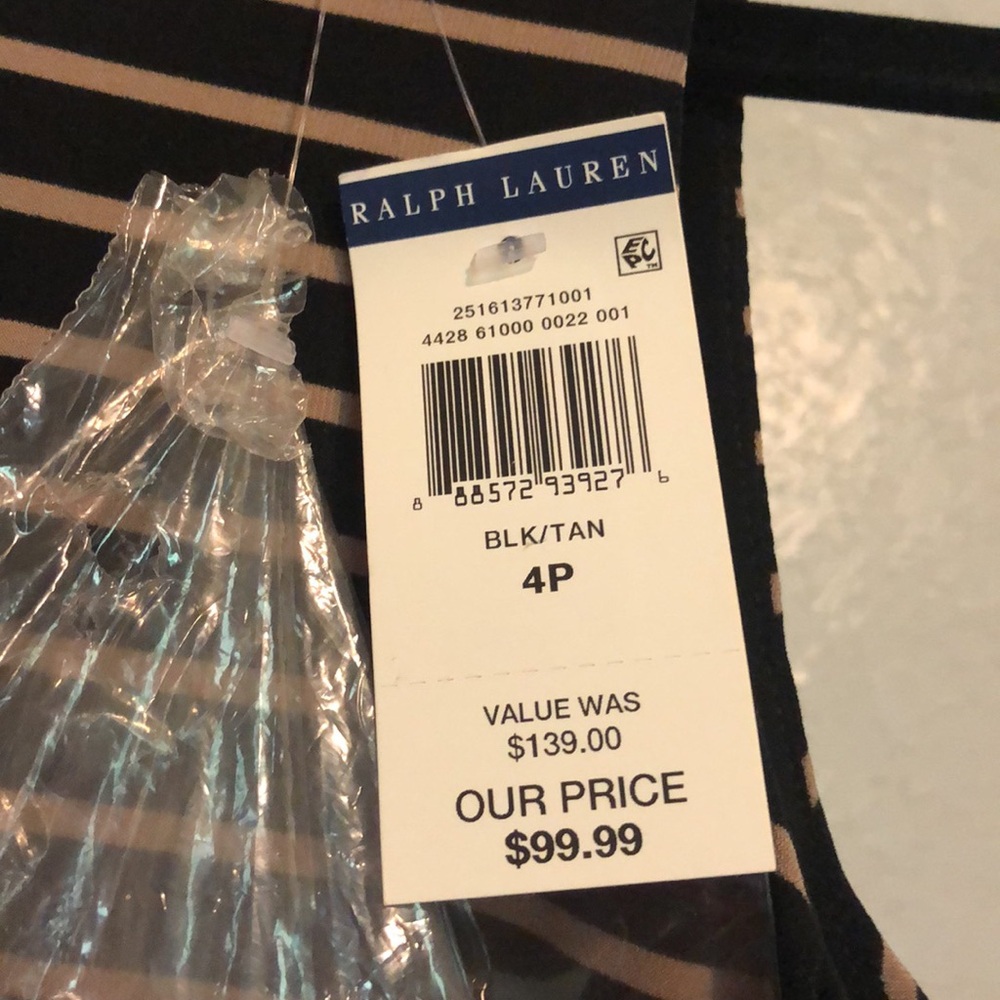 RALPH LAUREN
EPC™
251613771001
4428 61000 0022 001
8 88572 93927 6
BLK/TAN
4P
VALUE WAS
$139.00
OUR PRICE
$99.99